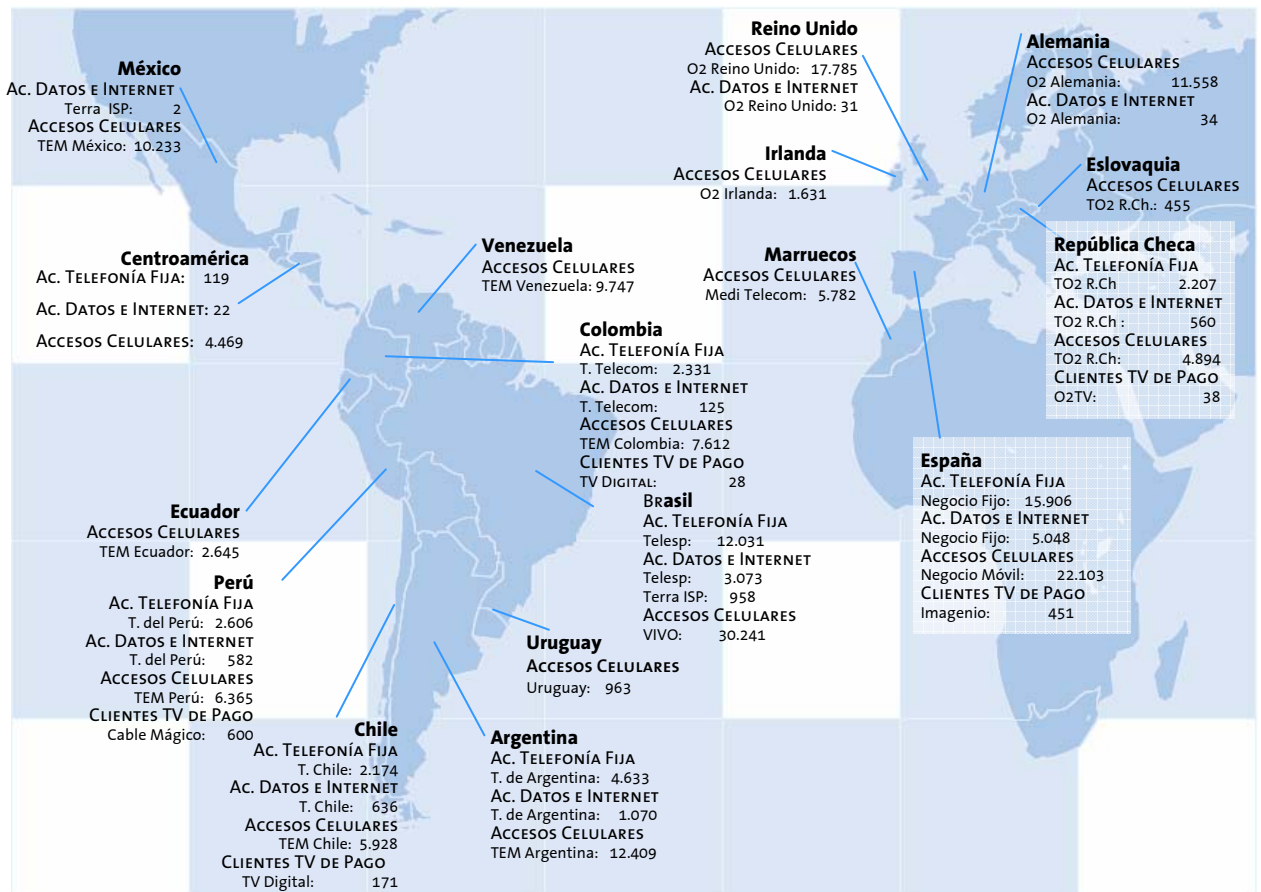 México
Ac. Datos e Internet
Terra ISP: 2
Accesos Celulares
TEM México: 10.233
Centroamérica
Ac. Telefonía Fija: 119
Ac. Datos e Internet: 22
Accesos Celulares: 4.469
Venezuela
Accesos Celulares
TEM Venezuela: 9.747
Colombia
Ac. Telefonía Fija
T. Telecom: 2.331
Ac. Datos e Internet
T. Telecom: 125
Accesos Celulares
TEM Colombia: 7.612
Clientes TV de Pago
TV Digital: 28
Ecuador
Accesos Celulares
TEM Ecuador: 2.645
Perú
Ac. Telefonía Fija
T. del Perú: 2.606
Ac. Datos e Internet
T. del Perú: 582
Accesos Celulares
TEM Perú: 6.365
Clientes TV de Pago
Cable Mágico: 600
Brasil
Ac. Telefonía Fija
Telesp: 12.031
Ac. Datos e Internet
Telesp: 3.073
Terra ISP: 958
Accesos Celulares
VIVO: 30.241
Uruguay
Accesos Celulares
Uruguay: 963
Chile
Ac. Telefonía Fija
T. Chile: 2.174
Ac. Datos e Internet
T. Chile: 636
Accesos Celulares
TEM Chile: 5.928
Clientes TV de Pago
TV Digital: 171
Argentina
Ac. Telefonía Fija
T. de Argentina: 4.633
Ac. Datos e Internet
T. de Argentina: 1.070
Accesos Celulares
TEM Argentina: 12.409
Reino Unido
Accesos Celulares
O2 Reino Unido: 17.785
Ac. Datos e Internet
O2 Reino Unido: 31
Irlanda
Accesos Celulares
O2 Irlanda: 1.631
Marruecos
Accesos Celulares
Medi Telecom: 5.782
Alemania
Accesos Celulares
O2 Alemania: 11.558
Ac. Datos e Internet
O2 Alemania: 34
Eslovaquia
Accesos Celulares
TO2 R.Ch.: 455
República Checa
Ac. Telefonía Fija
TO2 R.Ch 2.207
Ac. Datos e Internet
TO2 R.Ch : 560
Accesos Celulares
TO2 R.Ch: 4.894
Clientes TV de Pago
O2TV: 38
España
Ac. Telefonía Fija
Negocio Fijo: 15.906
Ac. Datos e Internet
Negocio Fijo: 5.048
Accesos Celulares
Negocio Móvil: 22.103
Clientes TV de Pago
Imagenio: 451